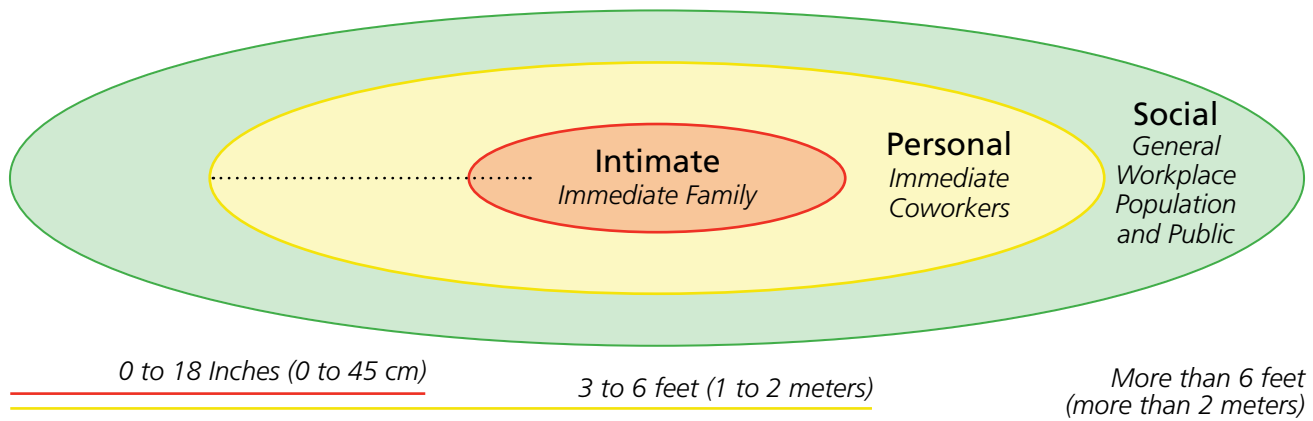 Intimate
Immediate Family
Personal
Immediate
Coworkers
Social
General
Workplace
Population
and Public
0 to 18 Inches (0 to 45 cm)
3 to 6 feet (1 to 2 meters)
More than 6 feet
(more than 2 meters)